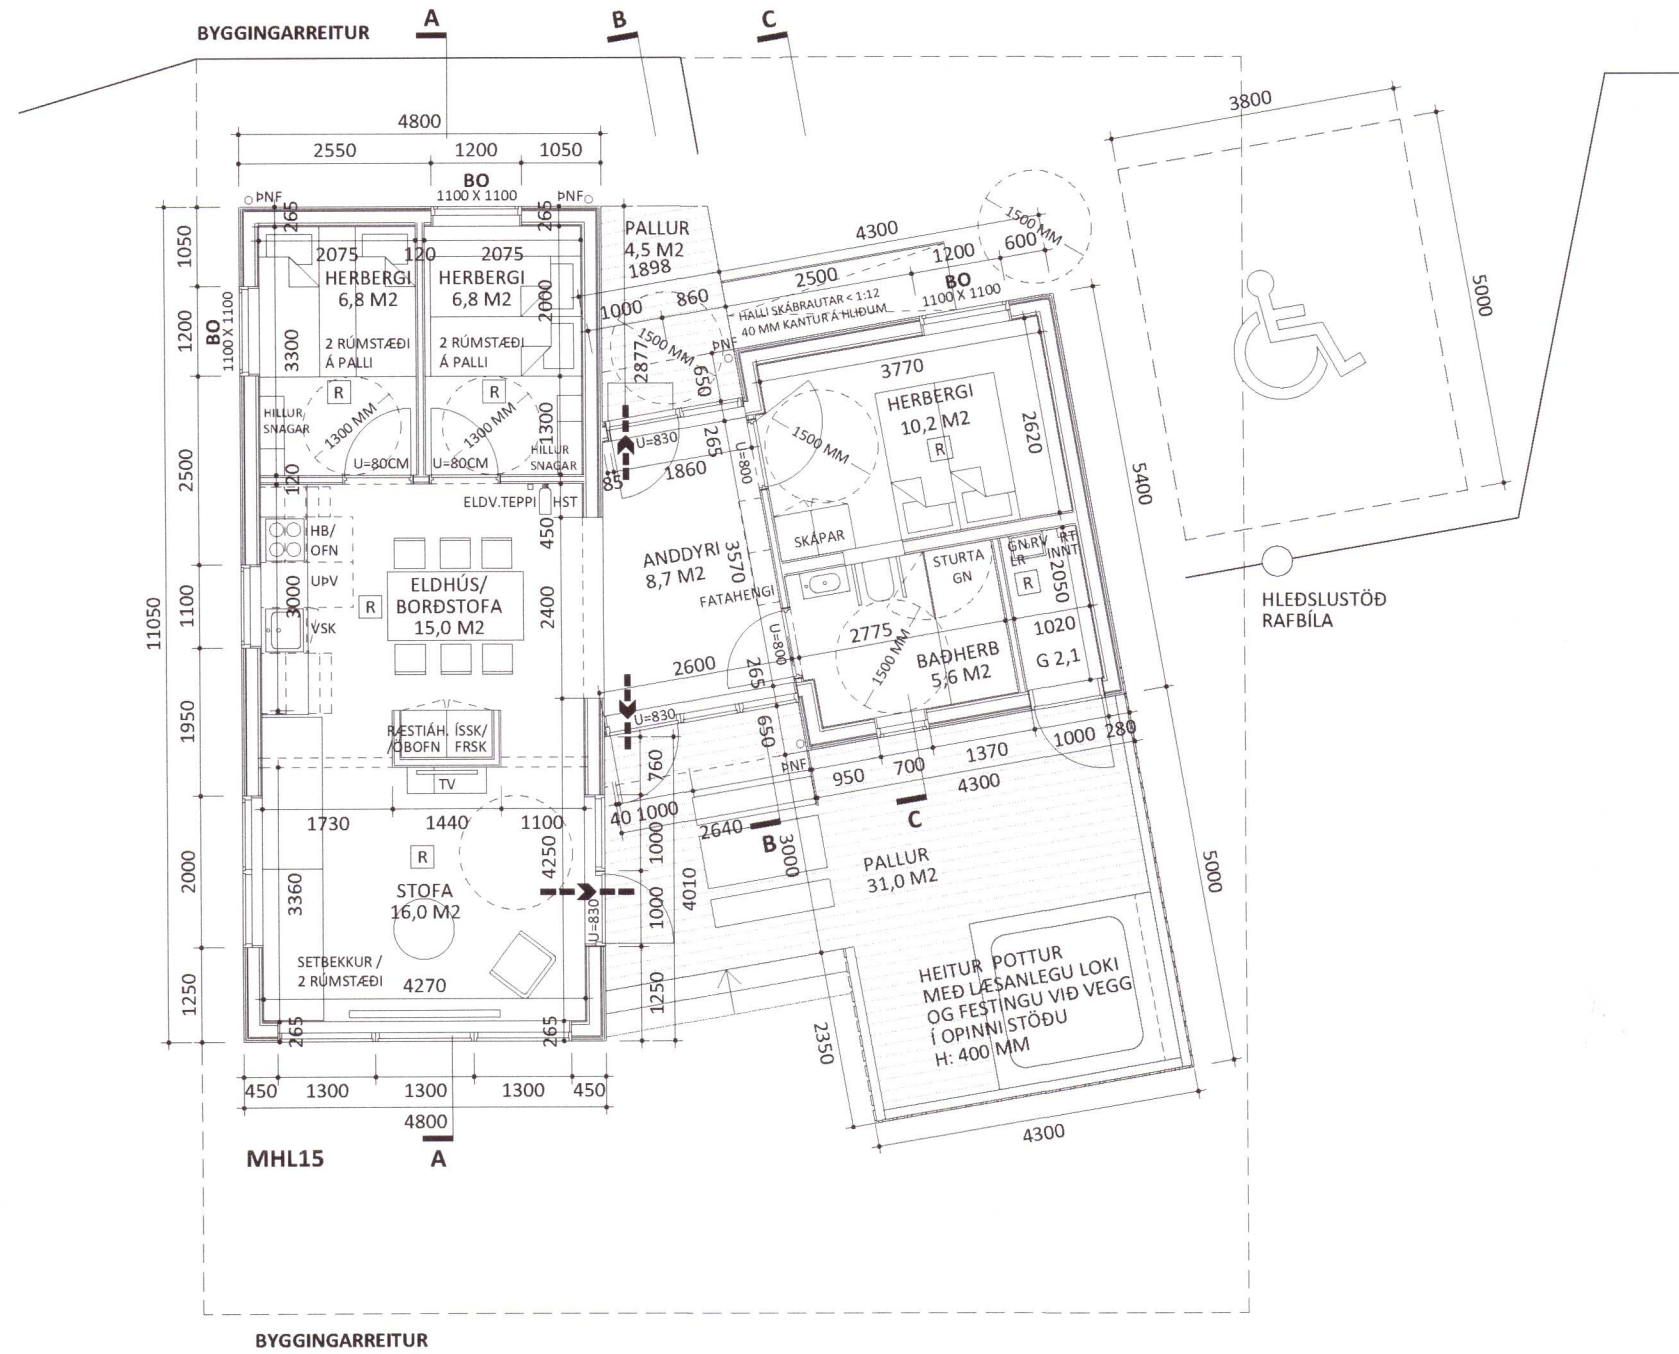 BYGGINGARREITUR
A
B
C
4800
2550
1200
1050
BO
1100 X 1100
ÞNF
ÞNF
265
265
1050
1200
2500
1100
1950
2000
1250
11050
BO
1100 X 1100
2075
120
2075
HERBERGI
6,8 M2
HERBERGI
6,8 M2
2000
3300
2 RÚMSTÆÐI
Á PALLI
2 RÚMSTÆÐI
Á PALLI
R
R
HILLUR/
SNAGAR
1300 MM
1300 MM
1300
HILLUR
SNAGAR
U=80CM
U=80CM
120
ELDV.TEPPI
HST
450
HB/
OFN
UÞV
3000
VSK
R
ELDHÚS/
BORÐSTOFA
15,0 M2
2400
RÆSTIÁH.
/ÖBOFN
ÍSSK/
FRSK
TV
1730
1440
1100
4250
R
STOFA
16,0 M2
3360
SETBEKKUR /
2 RÚMSTÆÐI
4270
265
265
450
1300
1300
1300
450
4800
MHL15
A
PALLUR
4,5 M2
1898
1000
860
2500
1200
600
4300
1500 MM
HALLI SKÁBRAUTAR < 1:12
40 MM KANTUR Á HLIÐUM
BO
1100 X 1100
1500 MM
2877
650
ÞNF
U=830
265
1860
85
U=800
3770
HERBERGI
10,2 M2
R
2620
1500 MM
SKÁPAR
5400
ANDDYRI
8,7 M2
3570
FATAHENGI
STURTA
GN
GN
RV
LR
RT
INNT
R
2050
1020
G 2,1
2775
1500 MM
BAÐHERB
5,6 M2
U=800
2600
265
U=830
650
ÞNF
950
700
1370
1000
280
4300
760
40
1000
2640
B
C
1000
1000
4010
3000
U=830
1250
PALLUR
31,0 M2
5000
HEITUR POTTUR
MEÐ LÆSANLEGU LOKI
OG FESTINGU VIÐ VEGG
Í OPINNI STÖÐU
H: 400 MM
2350
4300
3800
5000
HLEÐSLUSTÖÐ
RAFBÍLA
BYGGINGARREITUR